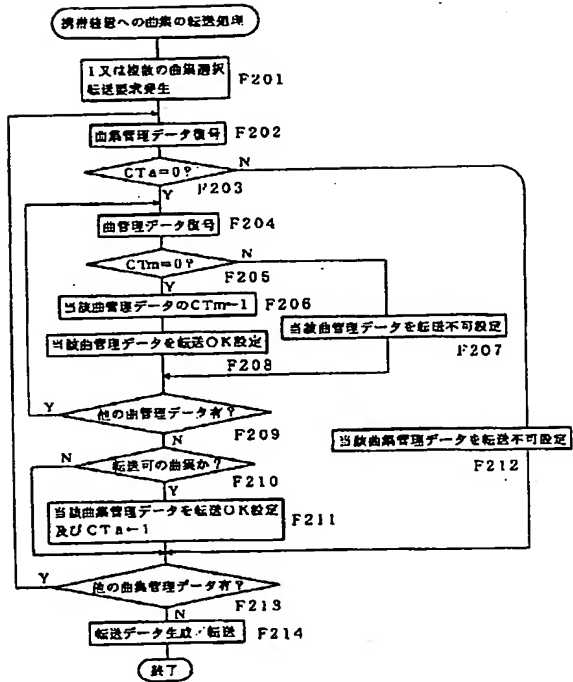 携帯装置への曲集の転送処理
1又は複数の曲集選択
転送要求発生
F201
曲集管理データ復号
F202
CTa=0?
N
F203
Y
曲管理データ復号
F204
CTm=0?
N
F205
Y
当該曲管理データのCTm←1
F206
当該曲管理データを転送不可設定
F207
当該曲管理データを転送OK設定
F208
Y
他の曲管理データ有?
F209
N
当該曲集管理データを転送不可設定
F212
N
転送可の曲集か?
F210
Y
当該曲集管理データを転送OK設定
及びCTa←1
F211
Y
他の曲集管理データ有?
F213
N
転送データ生成/転送
F214
終了